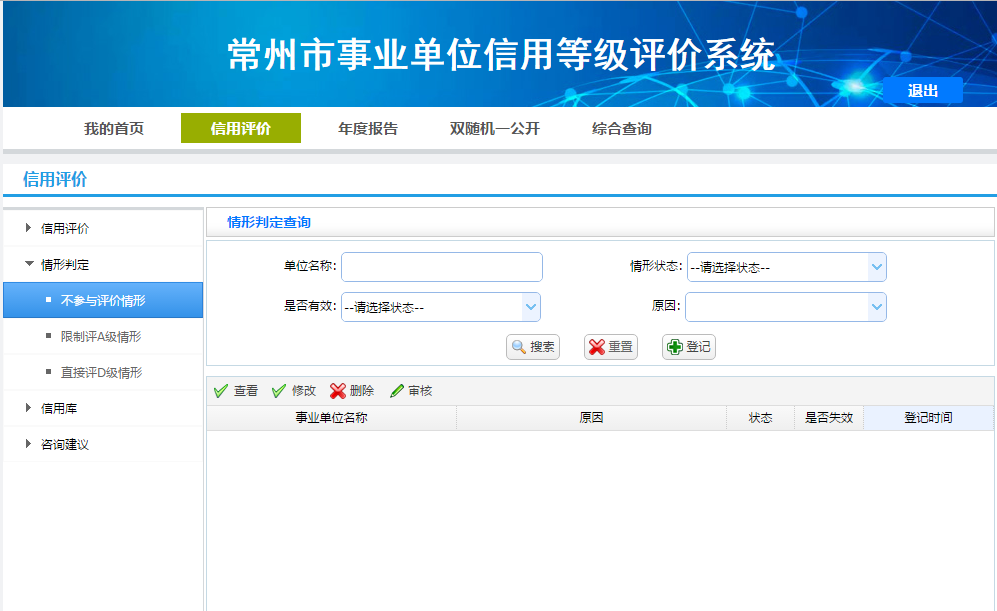 常州市事业单位信用等级评价系统
退出
我的首页 信用评价 年度报告 双随机一公开 综合查询
信用评价
信用评价
情形判定
不参与评价情形
限制评A级情形
直接评D级情形
信用库
咨询建议
情形判定查询
单位名称: 情形状态: --请选择状态--
是否有效: --请选择状态-- 原因:
搜索 重置 登记
查看 修改 删除 审核
事业单位名称 原因 状态 是否失效 登记时间